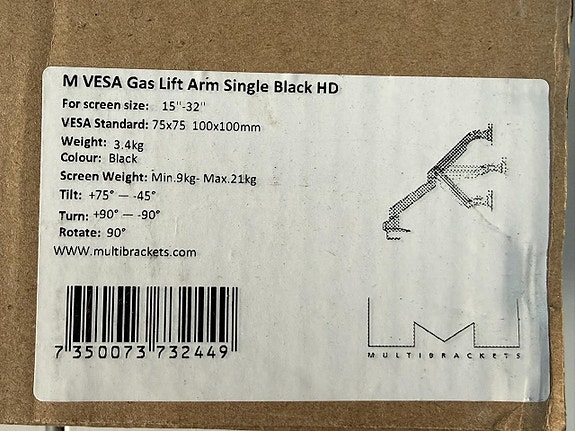 M VESA Gas Lift Arm Single Black HD
For screen size: 15"-32"
VESA Standard: 75x75 100x100mm
Weight: 3.4kg
Colour: Black
Screen Weight: Min.9kg- Max.21kg
Tilt: +75° — -45°
Turn: +90° — -90°
Rotate: 90°
WWW.multibrackets.com
7 350073 732449
MULTIBRACKETS